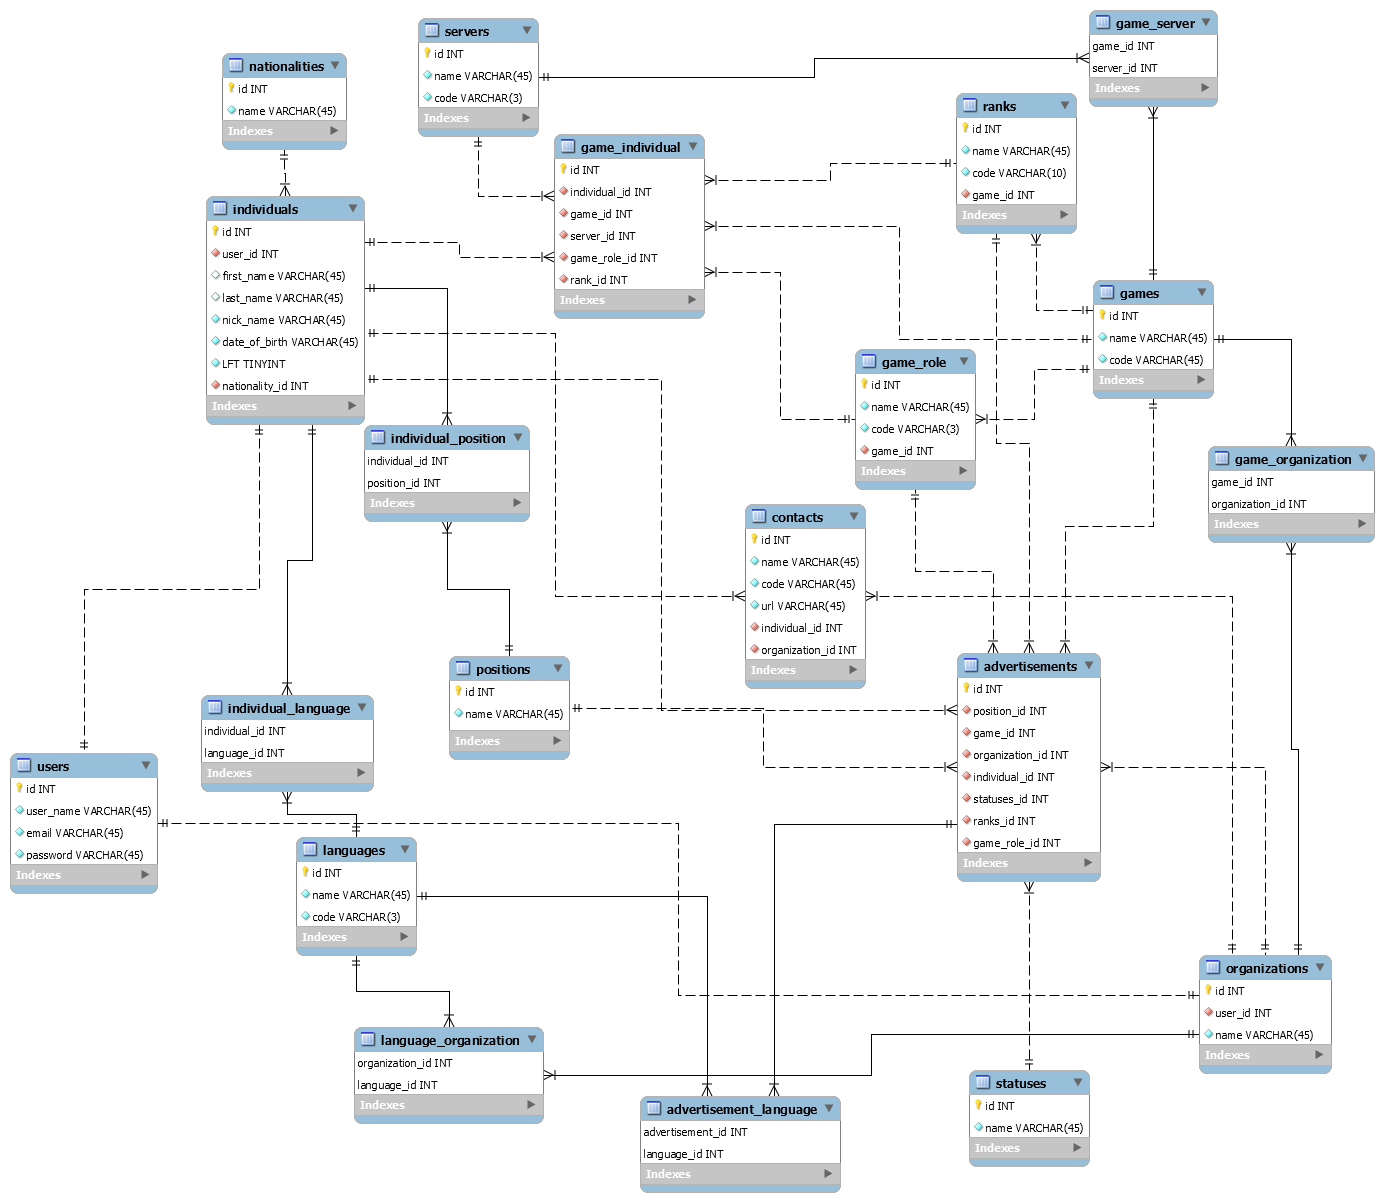 servers
id INT
name VARCHAR(45)
code VARCHAR(3)
Indexes
game_server
game_id INT
server_id INT
Indexes
nationalities
id INT
name VARCHAR(45)
Indexes
ranks
id INT
name VARCHAR(45)
code VARCHAR(10)
game_id INT
Indexes
game_individual
id INT
individual_id INT
game_id INT
server_id INT
game_role_id INT
rank_id INT
Indexes
individuals
id INT
user_id INT
first_name VARCHAR(45)
last_name VARCHAR(45)
nick_name VARCHAR(45)
date_of_birth VARCHAR(45)
LFT TINYINT
nationality_id INT
Indexes
games
id INT
name VARCHAR(45)
code VARCHAR(45)
Indexes
game_role
id INT
name VARCHAR(45)
code VARCHAR(3)
game_id INT
Indexes
individual_position
individual_id INT
position_id INT
Indexes
game_organization
game_id INT
organization_id INT
Indexes
contacts
id INT
name VARCHAR(45)
code VARCHAR(45)
url VARCHAR(45)
individual_id INT
organization_id INT
Indexes
positions
id INT
name VARCHAR(45)
Indexes
advertisements
id INT
position_id INT
game_id INT
organization_id INT
individual_id INT
statuses_id INT
ranks_id INT
game_role_id INT
Indexes
individual_language
individual_id INT
language_id INT
Indexes
users
id INT
user_name VARCHAR(45)
email VARCHAR(45)
password VARCHAR(45)
Indexes
languages
id INT
name VARCHAR(45)
code VARCHAR(3)
Indexes
organizations
id INT
user_id INT
name VARCHAR(45)
Indexes
language_organization
organization_id INT
language_id INT
Indexes
statuses
id INT
name VARCHAR(45)
Indexes
advertisement_language
advertisement_id INT
language_id INT
Indexes